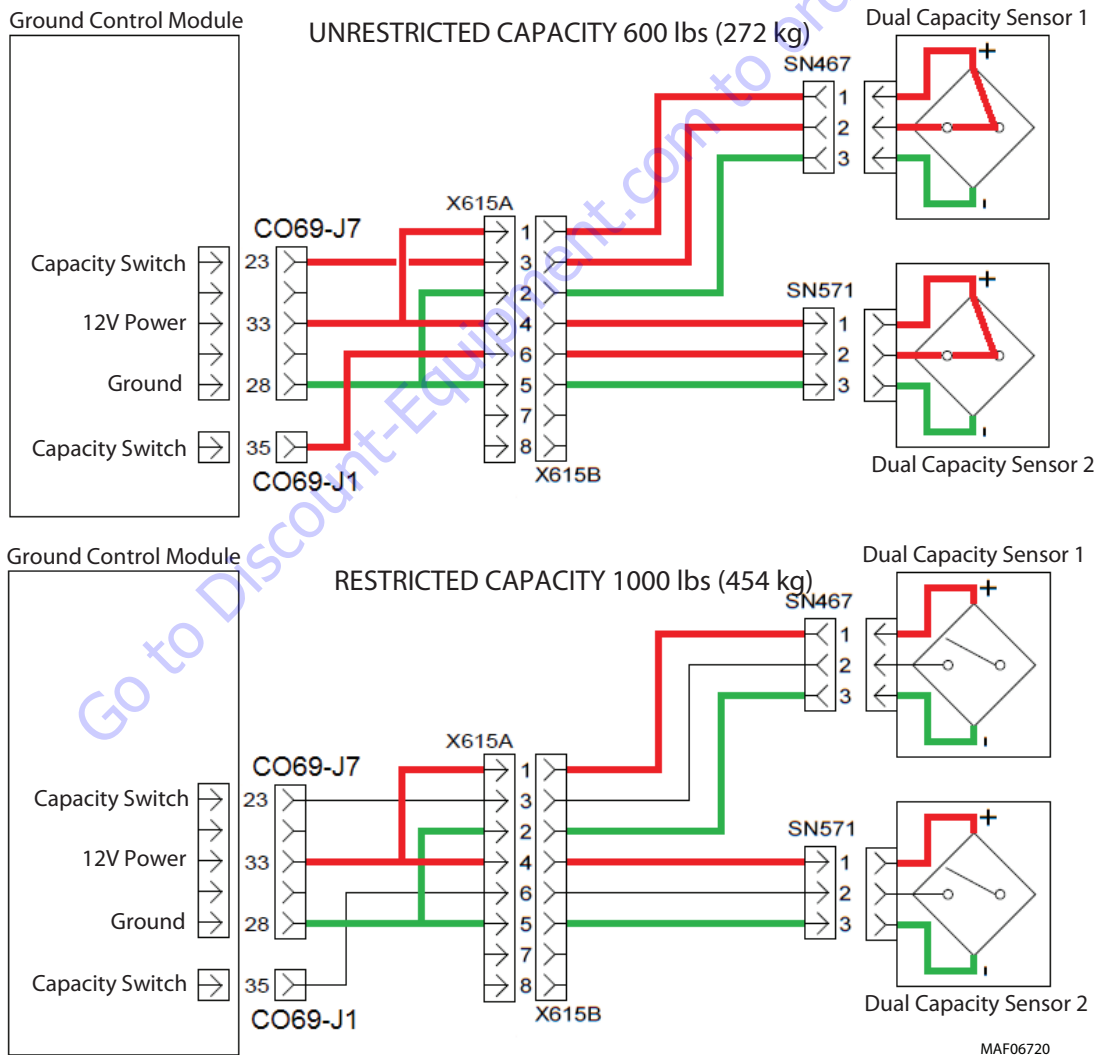 Ground Control Module
UNRESTRICTED CAPACITY 600 lbs (272 kg)
Dual Capacity Sensor 1
SN467
1
2
3
+
-
X615A
CO69-J7
Capacity Switch
23
12V Power
33
Ground
28
Capacity Switch
35
CO69-J1
1
3
2
4
6
5
7
8
X615B
SN571
1
2
3
+
-
Dual Capacity Sensor 2
Go to Discount-Equipment.com to
Ground Control Module
RESTRICTED CAPACITY 1000 lbs (454 kg)
Dual Capacity Sensor 1
SN467
1
2
3
+
-
X615A
CO69-J7
Capacity Switch
23
12V Power
33
Ground
28
Capacity Switch
35
CO69-J1
1
3
2
4
6
5
7
8
X615B
SN571
1
2
3
+
-
Dual Capacity Sensor 2
MAF06720